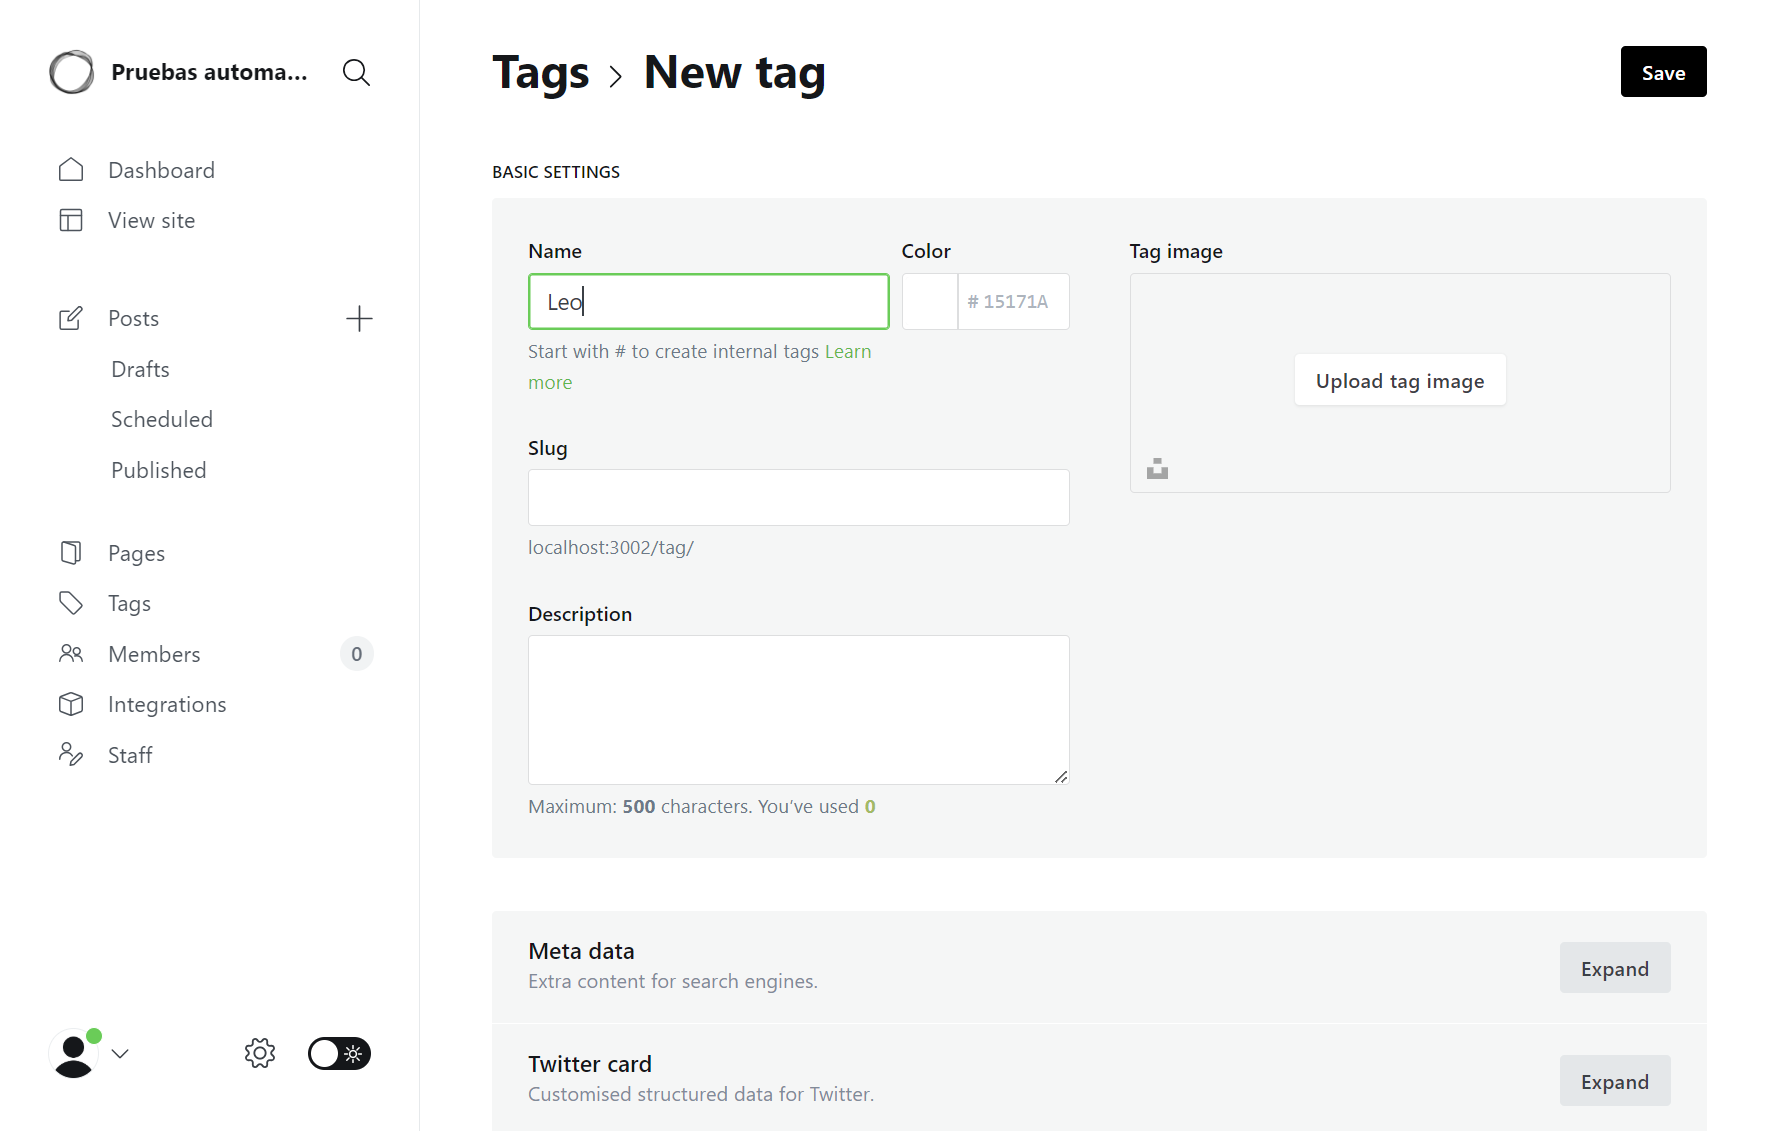 Pruebas automa...
Dashboard
View site
Posts
Drafts
Scheduled
Published
Pages
Tags
Members 0
Integrations
Staff
Tags > New tag
Save
BASIC SETTINGS
Name
Leo
Start with # to create internal tags Learn
more
Color
# 15171A
Slug
localhost:3002/tag/
Description
Maximum: 500 characters. You’ve used 0
Tag image
Upload tag image
Meta data
Extra content for search engines.
Expand
Twitter card
Customised structured data for Twitter.
Expand